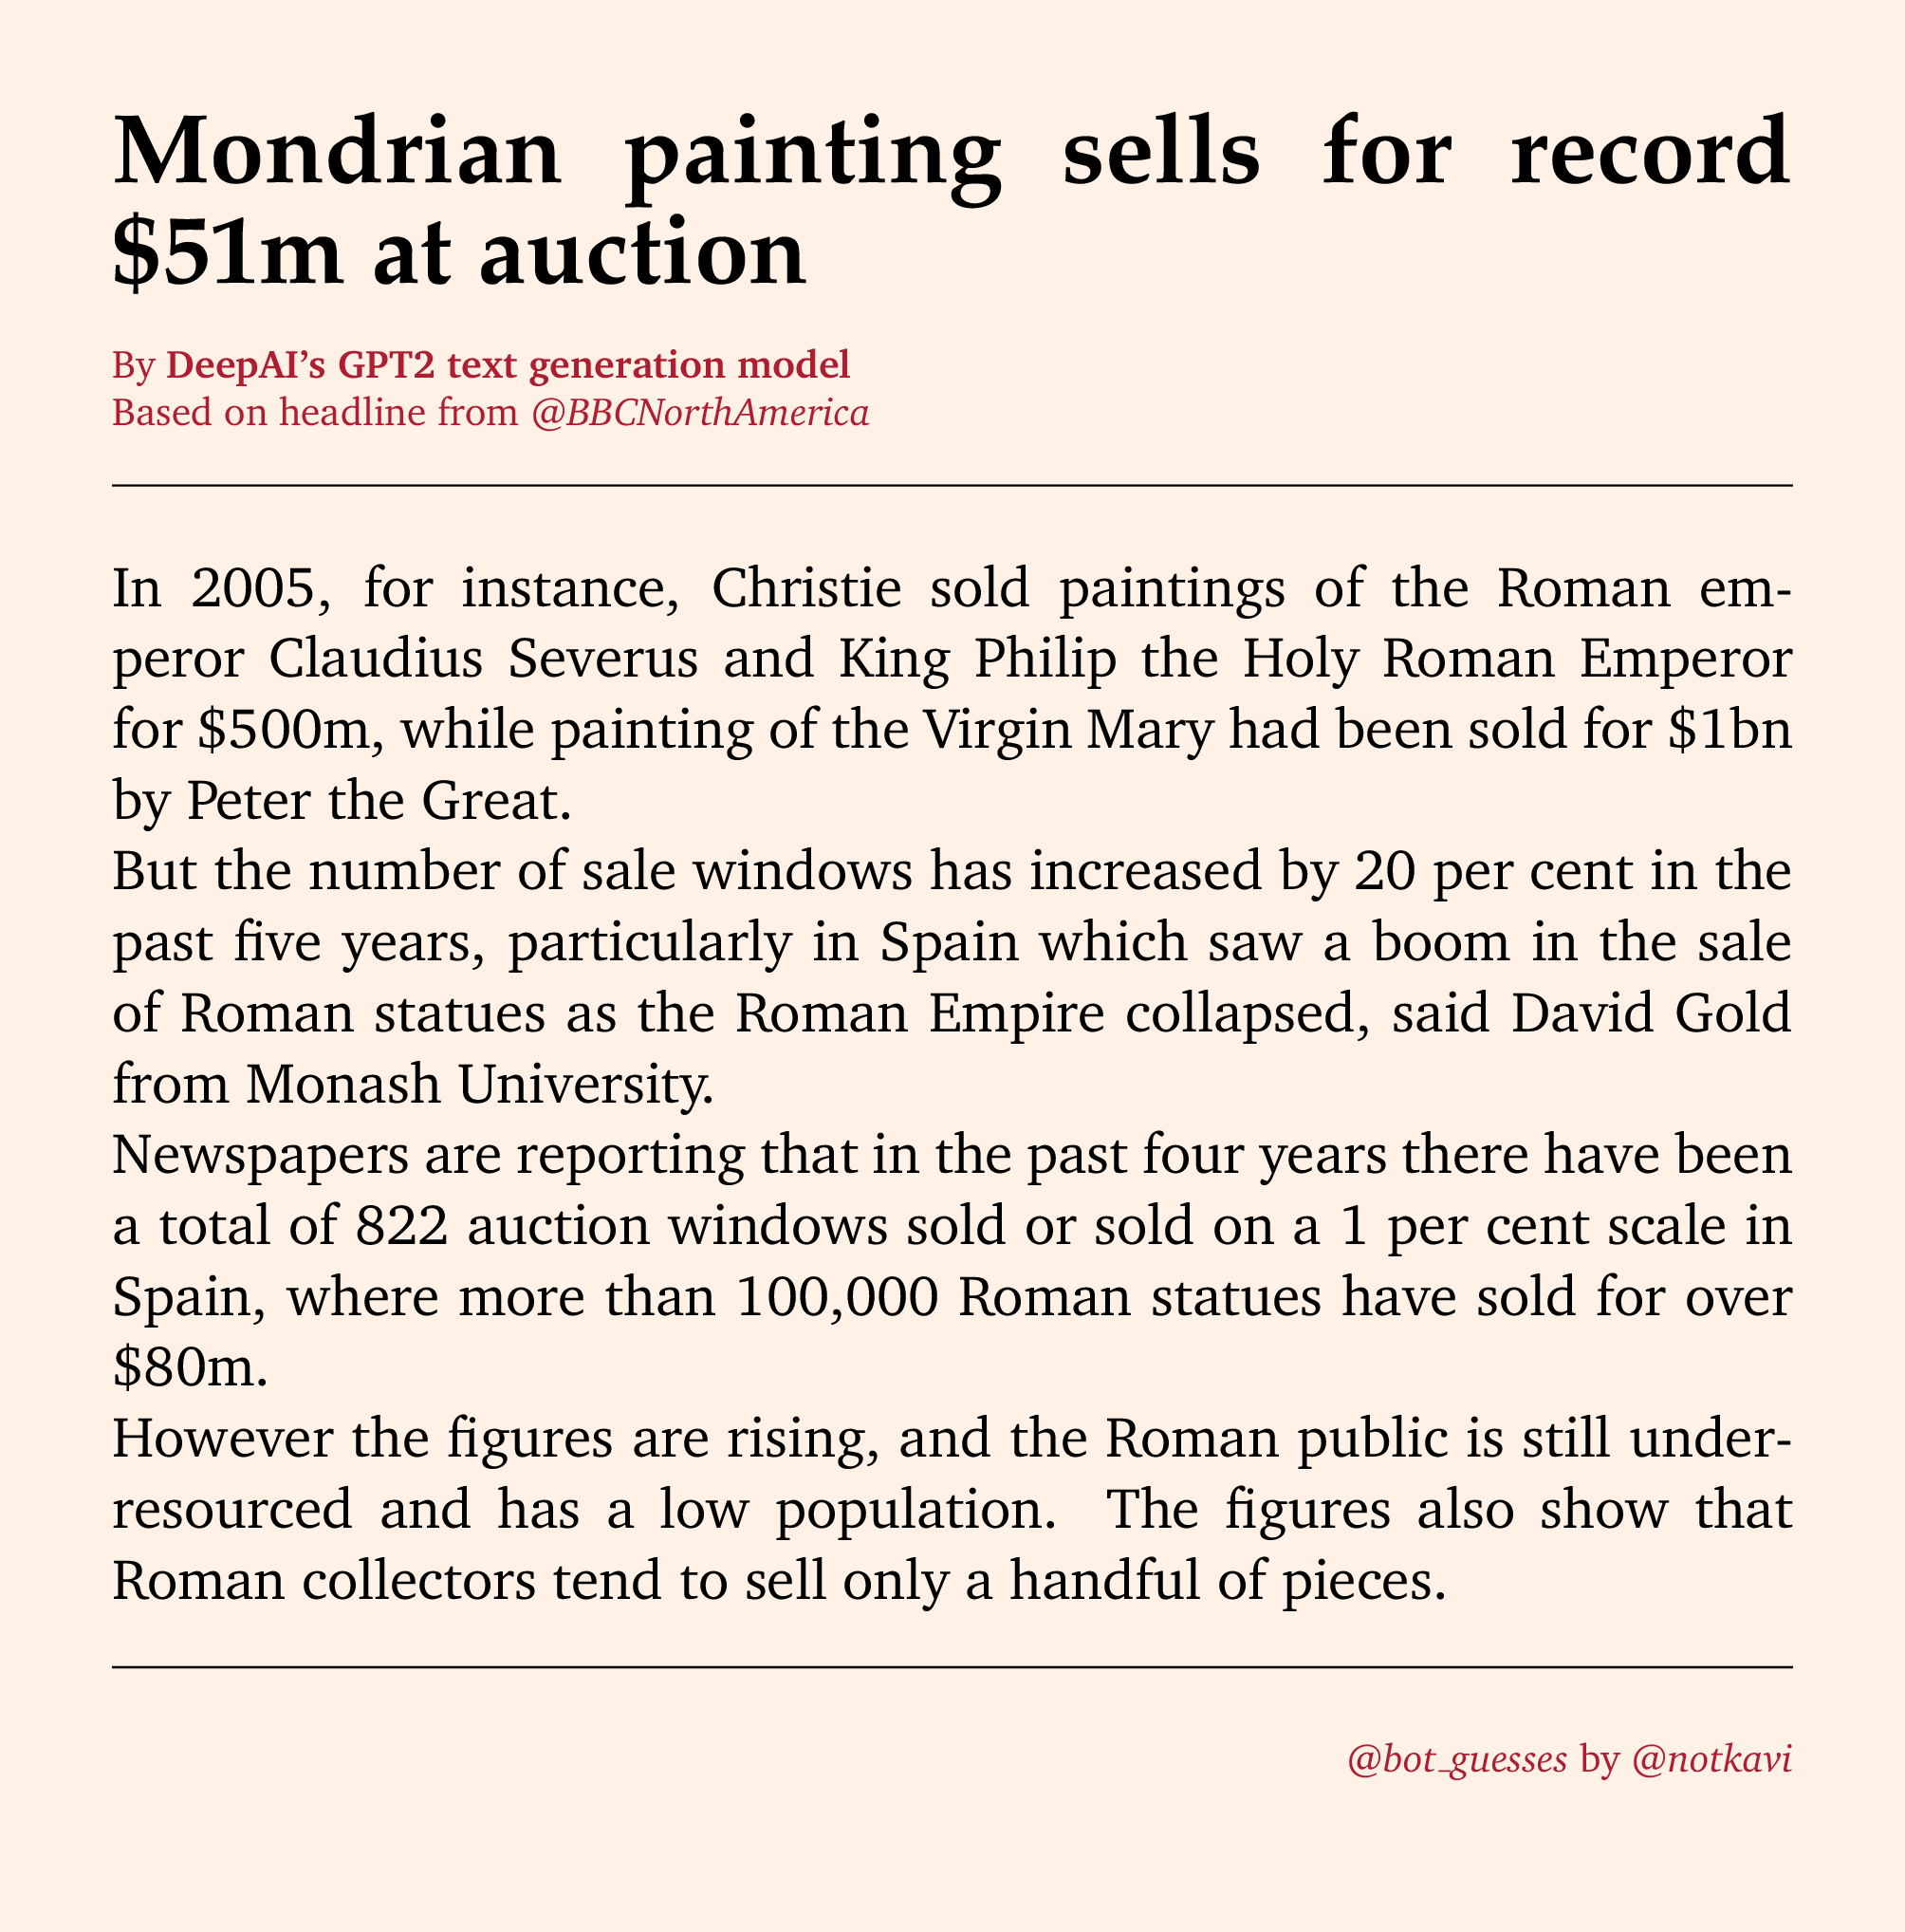 Mondrian painting sells for record
$51m at auction
By DeepAI’s GPT2 text generation model
Based on headline from @BBCNorthAmerica
In 2005, for instance, Christie sold paintings of the Roman em-
peror Claudius Severus and King Philip the Holy Roman Emperor
for $500m, while painting of the Virgin Mary had been sold for $1bn
by Peter the Great.
But the number of sale windows has increased by 20 per cent in the
past five years, particularly in Spain which saw a boom in the sale
of Roman statues as the Roman Empire collapsed, said David Gold
from Monash University.
Newspapers are reporting that in the past four years there have been
a total of 822 auction windows sold or sold on a 1 per cent scale in
Spain, where more than 100,000 Roman statues have sold for over
$80m.
However the figures are rising, and the Roman public is still under-
resourced and has a low population. The figures also show that
Roman collectors tend to sell only a handful of pieces.
@bot_guesses by @notkavi